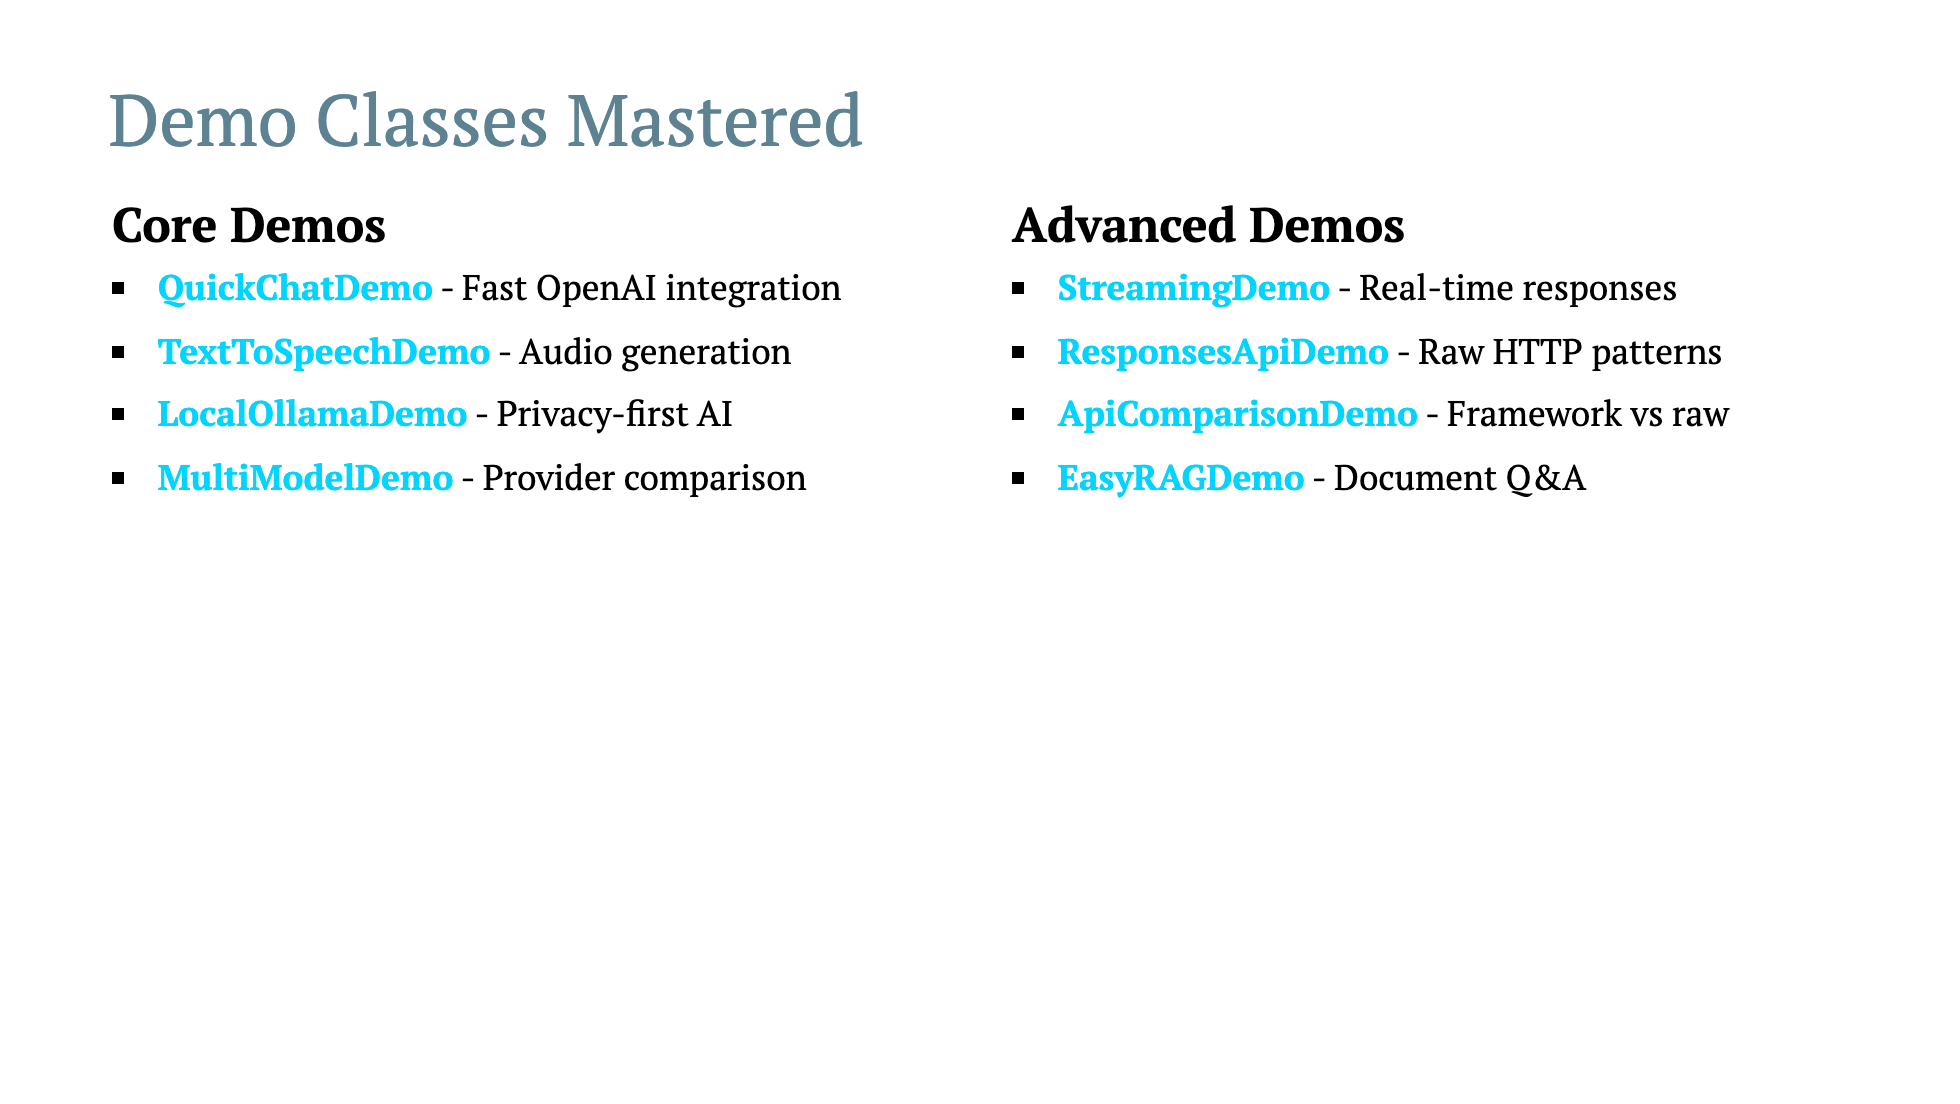 Demo Classes Mastered
Core Demos
▪ QuickChatDemo - Fast OpenAI integration
▪ TextToSpeechDemo - Audio generation
▪ LocalOllamaDemo - Privacy-first AI
▪ MultiModelDemo - Provider comparison
Advanced Demos
▪ StreamingDemo - Real-time responses
▪ ResponsesApiDemo - Raw HTTP patterns
▪ ApiComparisonDemo - Framework vs raw
▪ EasyRAGDemo - Document Q&A